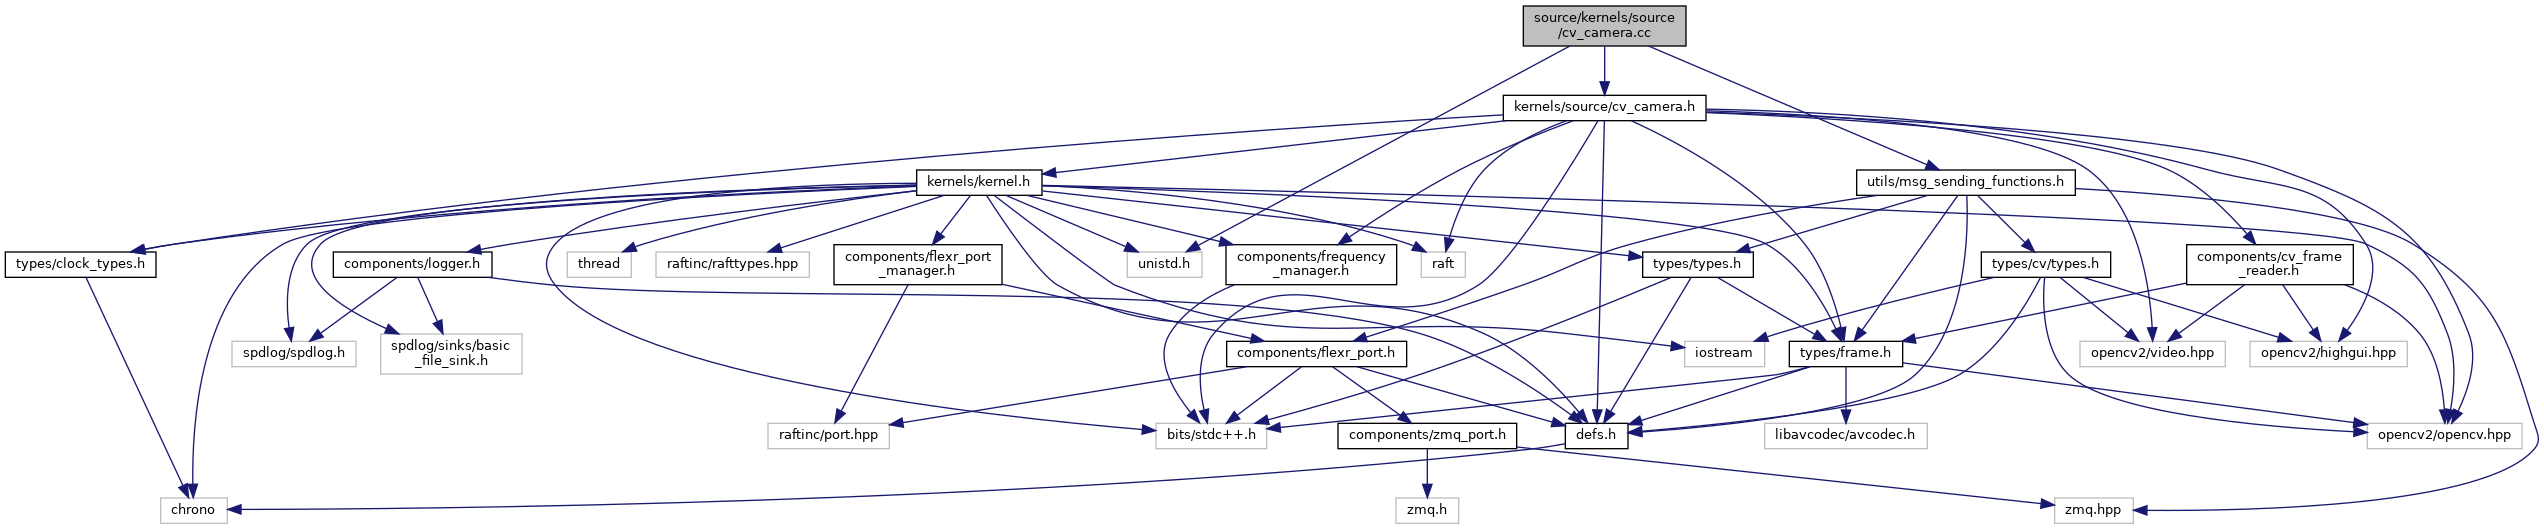 source/kernels/source
/cv_camera.cc
kernels/source/cv_camera.h
kernels/kernel.h
utils/msg_sending_functions.h
types/clock_types.h
components/logger.h
thread
raftinc/rafttypes.hpp
components/flexr_port
_manager.h
unistd.h
components/frequency
_manager.h
raft
types/types.h
types/cv/types.h
components/cv_frame
_reader.h
spdlog/spdlog.h
spdlog/sinks/basic
_file_sink.h
components/flexr_port.h
iostream
types/frame.h
opencv2/video.hpp
opencv2/highgui.hpp
raftinc/port.hpp
bits/stdc++.h
components/zmq_port.h
defs.h
libavcodec/avcodec.h
opencv2/opencv.hpp
chrono
zmq.h
zmq.hpp